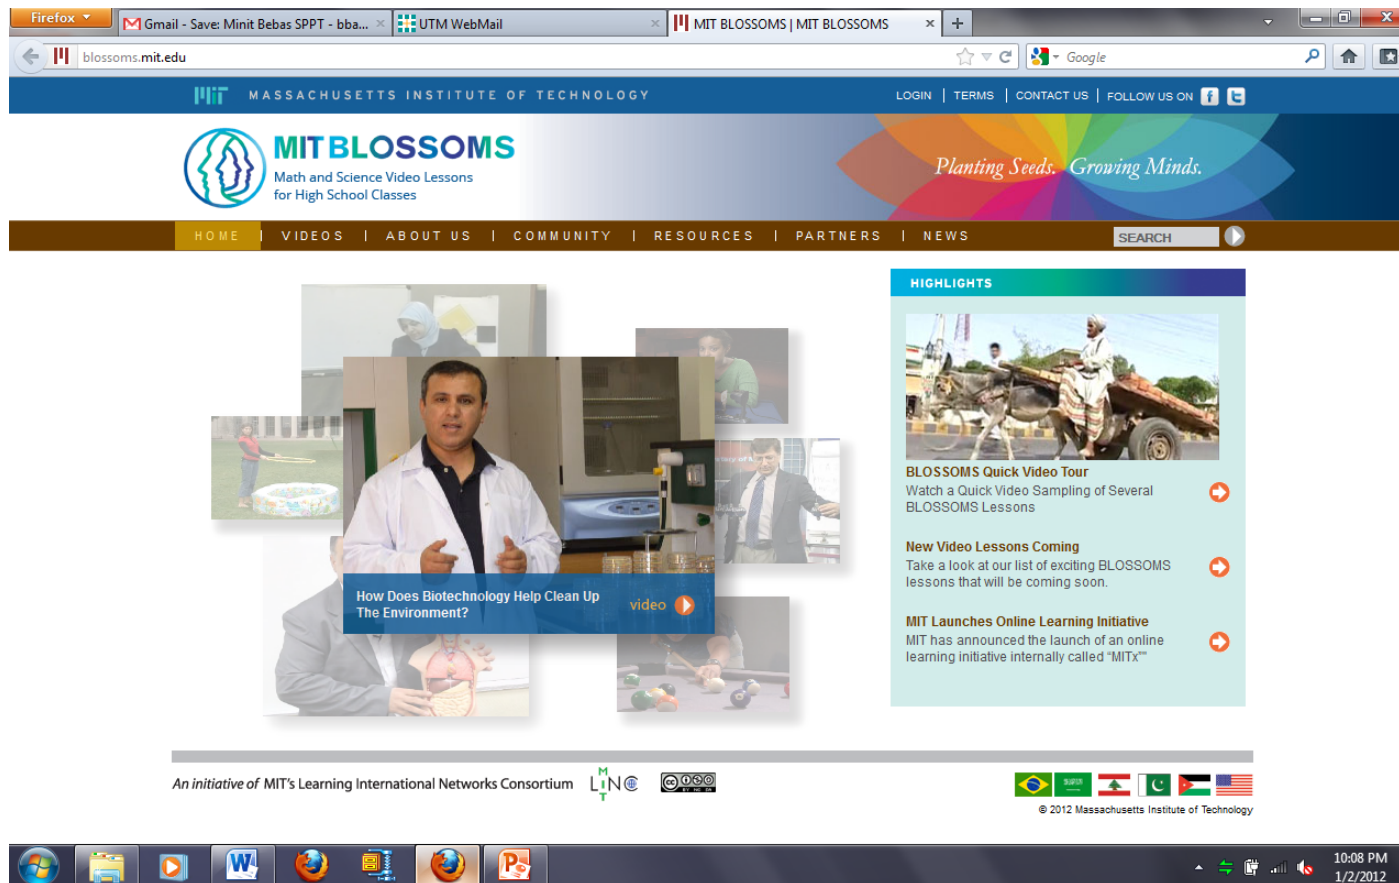 Firefox
Gmail - Save: Minit Bebas SPPT - bba...
UTM WebMail
MIT BLOSSOMS | MIT BLOSSOMS
blossoms.mit.edu
Google
MASSACHUSETTS INSTITUTE OF TECHNOLOGY
LOGIN | TERMS | CONTACT US | FOLLOW US ON
MIT BLOSSOMS
Math and Science Video Lessons
for High School Classes
Planting Seeds. Growing Minds.
HOME | VIDEOS | ABOUT US | COMMUNITY | RESOURCES | PARTNERS | NEWS
SEARCH
How Does Biotechnology Help Clean Up
The Environment?
video
HIGHLIGHTS
BLOSSOMS Quick Video Tour
Watch a Quick Video Sampling of Several
BLOSSOMS Lessons
New Video Lessons Coming
Take a look at our list of exciting BLOSSOMS
lessons that will be coming soon.
MIT Launches Online Learning Initiative
MIT has announced the launch of an online
learning initiative internally called “MITx”"
An initiative of MIT's Learning International Networks Consortium
MIT LINC
CC BY NC ND
© 2012 Massachusetts Institute of Technology
10:08 PM
1/2/2012